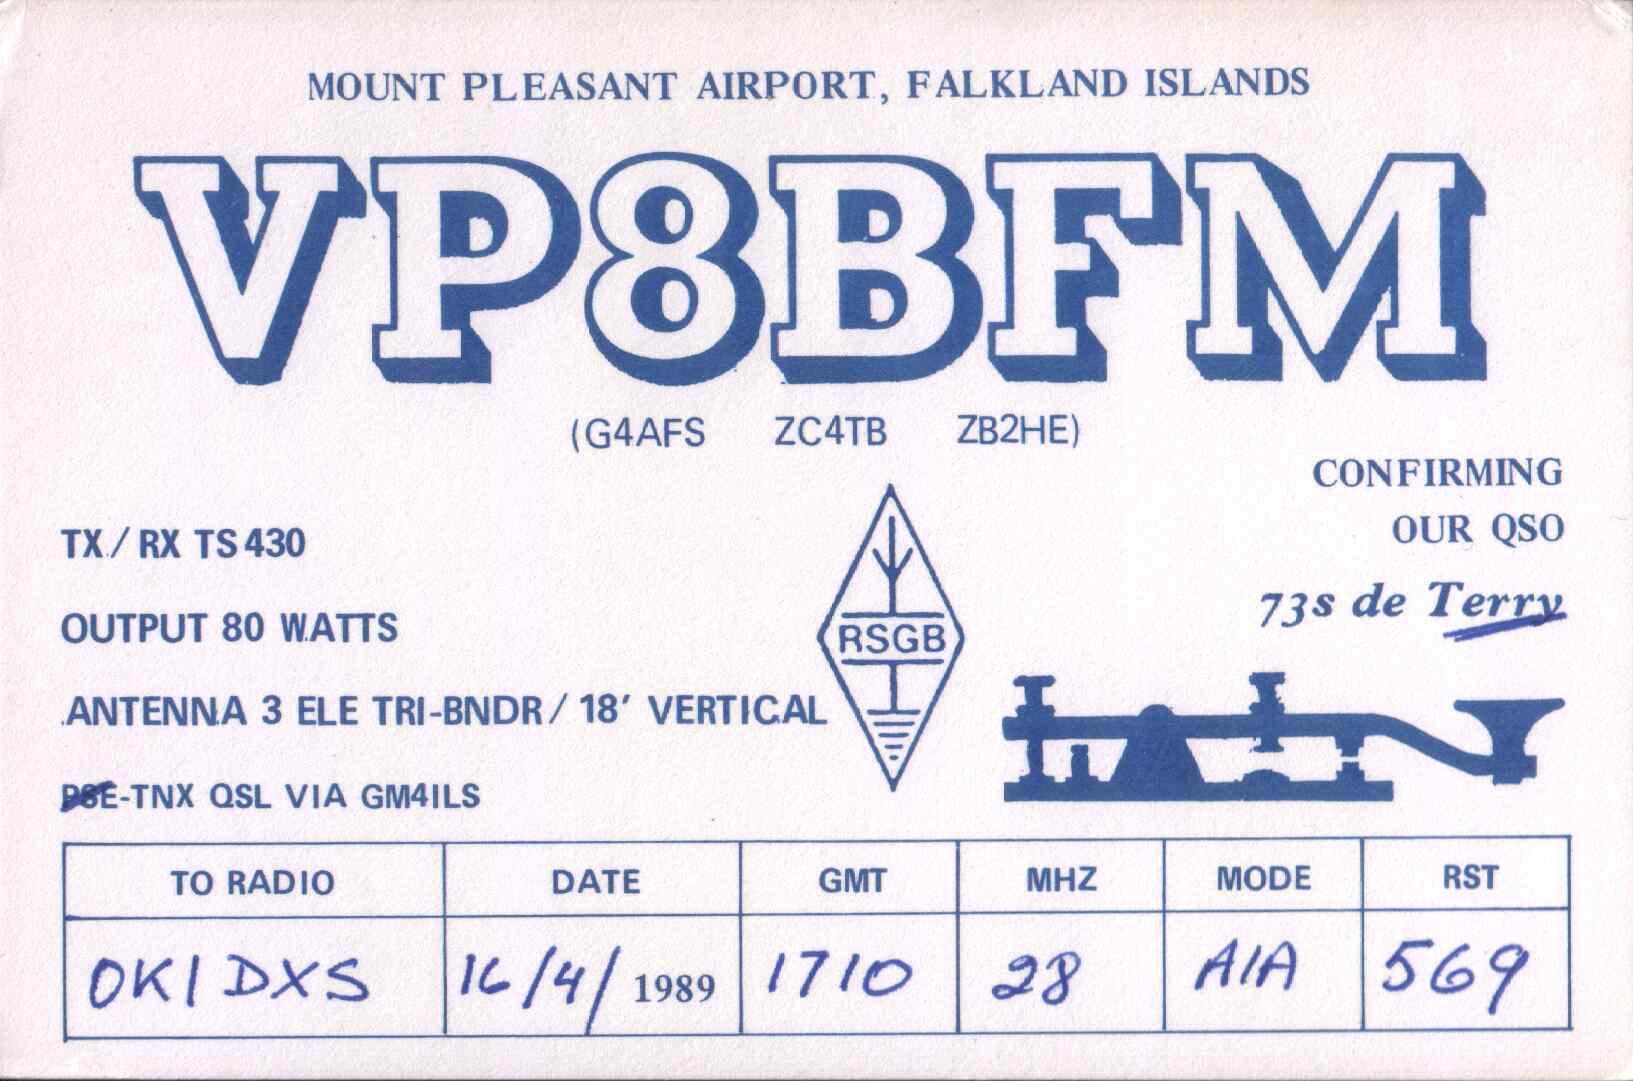 MOUNT PLEASANT AIRPORT, FALKLAND ISLANDS
VP8BFM
(G4AFS ZC4TB ZB2HE)
CONFIRMING
OUR QSO
73s de Terry
TX/RX TS430
OUTPUT 80 WATTS
ANTENNA 3 ELE TRI-BNDR/18' VERTICAL
PSE-TNX QSL VIA GM4ILS
RSGB
TO RADIO DATE GMT MHZ MODE RST
OK1DXS 16/4/1989 1710 28 A1A 569